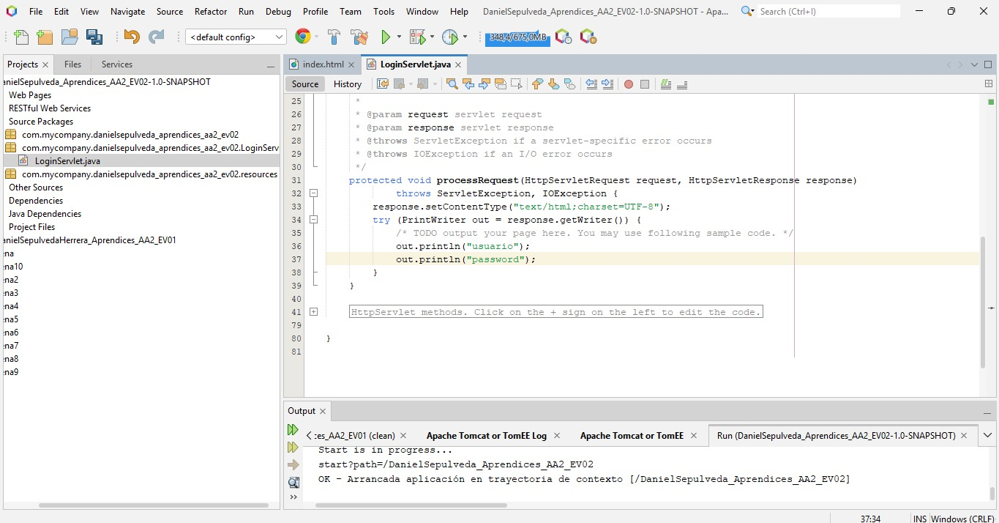 File Edit View Navigate Source Refactor Run Debug Profile Team Tools Window Help DanielSepulveda_Aprendices_AA2_EV02-1.0-SNAPSHOT - Apa... Search (Ctrl+I)
<default config> 348,4/675,0MB
Projects Files Services
anielSepulveda_Aprendices_AA2_EV02-1.0-SNAPSHOT
Web Pages
RESTful Web Services
Source Packages
com.mycompany.danielsepulveda_aprendices_aa2_ev02
com.mycompany.danielsepulveda_aprendices_aa2_ev02.LoginServ
LoginServlet.java
com.mycompany.danielsepulveda_aprendices_aa2_ev02.resources
Other Sources
Dependencies
Java Dependencies
Project Files
anielSepulvedaHerrera_Aprendices_AA2_EV01
ena
ena10
ena2
ena3
ena4
ena5
ena6
ena7
ena8
ena9
index.html LoginServlet.java
Source History
25 *
26 * @param request servlet request
27 * @param response servlet response
28 * @throws ServletException if a servlet-specific error occurs
29 * @throws IOException if an I/O error occurs
30 */
31 protected void processRequest(HttpServletRequest request, HttpServletResponse response)
32 throws ServletException, IOException {
33 response.setContentType("text/html;charset=UTF-8");
34 try (PrintWriter out = response.getWriter()) {
35 /* TODO output your page here. You may use following sample code. */
36 out.println("usuario");
37 out.println("password");
38 }
39 }
40
41 HttpServlet methods. Click on the + sign on the left to edit the code.
79
80 }
81
Output
:es_AA2_EV01 (clean) Apache Tomcat or TomEE Log Apache Tomcat or TomEE Run (DanielSepulveda_Aprendices_AA2_EV02-1.0-SNAPSHOT)
Start is in progress...
start?path=/DanielSepulveda_Aprendices_AA2_EV02
OK - Arrancada aplicación en trayectoria de contexto [/DanielSepulveda_Aprendices_AA2_EV02]
37:34 INS Windows (CRLF)